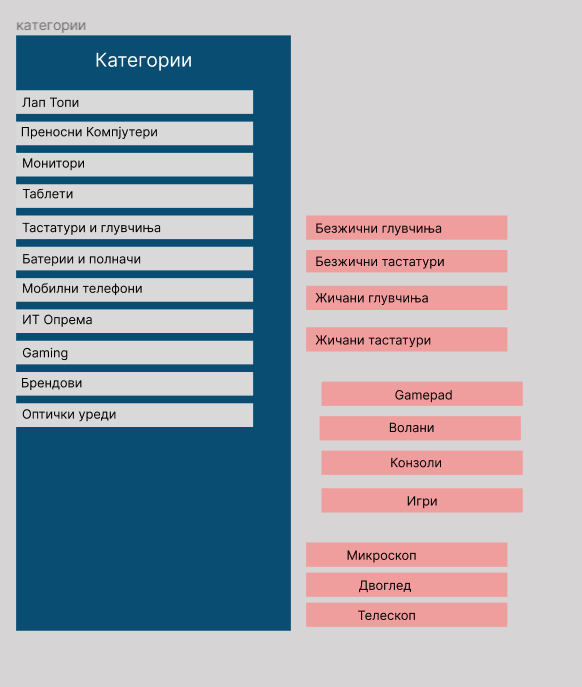 категории
Категории
Лап Топи
Преносни Компјутери
Монитори
Таблети
Тастатури и глувчиња
Батерии и полначи
Мобилни телефони
ИТ Опрема
Gaming
Брендови
Оптички уреди
Безжични глувчиња
Безжични тастатури
Жичани глувчиња
Жичани тастатури
Gamepad
Волани
Конзоли
Игри
Микроскоп
Двоглед
Телескоп